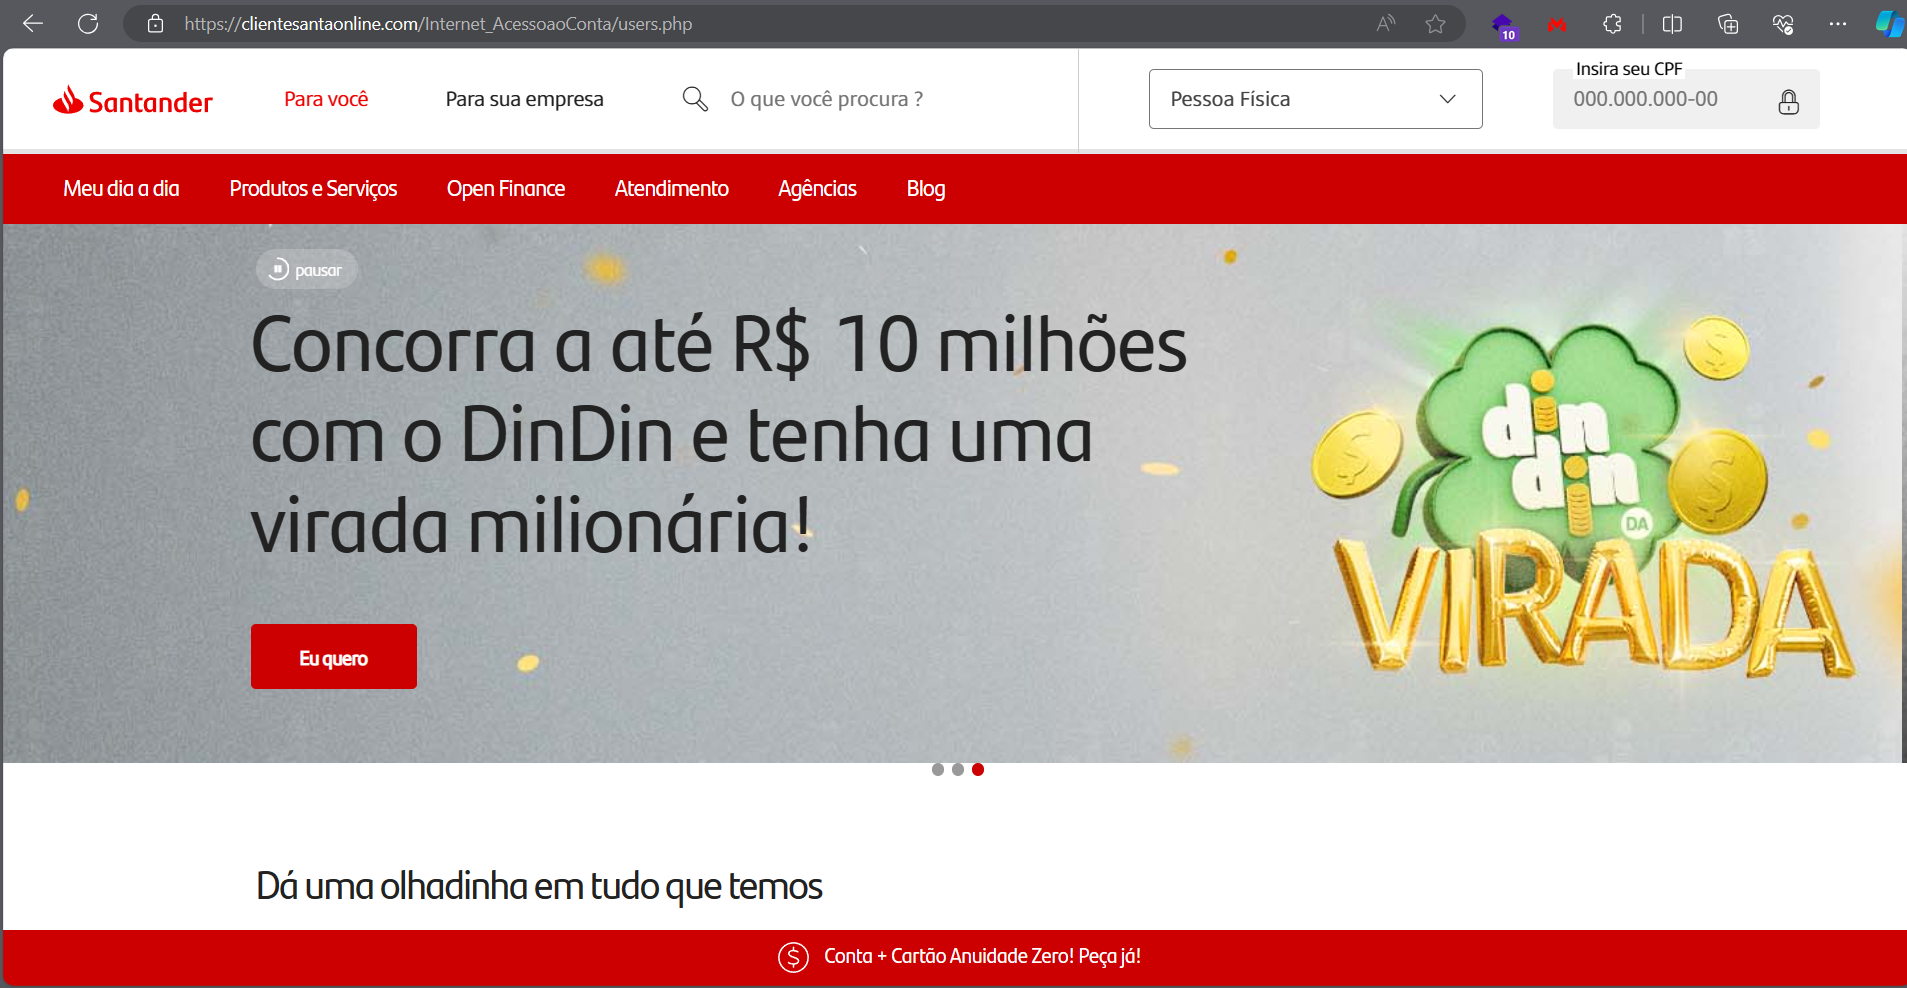 https://clientesantaonline.com/Internet_AcessoaoConta/users.php
10
Santander
Para você
Para sua empresa
O que você procura ?
Pessoa Física
Insira seu CPF
000.000.000-00
Meu dia a dia
Produtos e Serviços
Open Finance
Atendimento
Agências
Blog
pausar
Concorra a até R$ 10 milhões
com o DinDin e tenha uma
virada milionária!
din
din
DA
VIRADA
Eu quero
Dá uma olhadinha em tudo que temos
Conta + Cartão Anuidade Zero! Peça já!